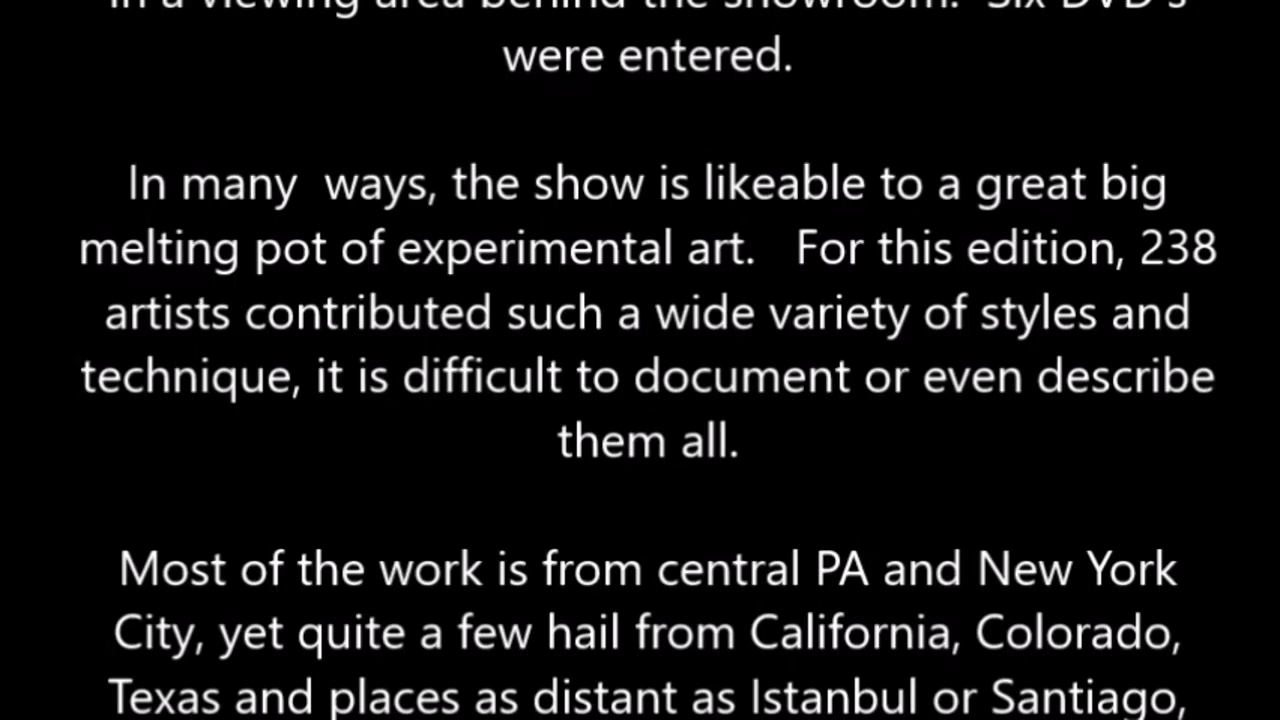 in a viewing area behind the showroom. Six DVD's
were entered.
In many ways, the show is likeable to a great big
melting pot of experimental art. For this edition, 238
artists contributed such a wide variety of styles and
technique, it is difficult to document or even describe
them all.
Most of the work is from central PA and New York
City, yet quite a few hail from California, Colorado,
Texas and places as distant as Istanbul or Santiago,